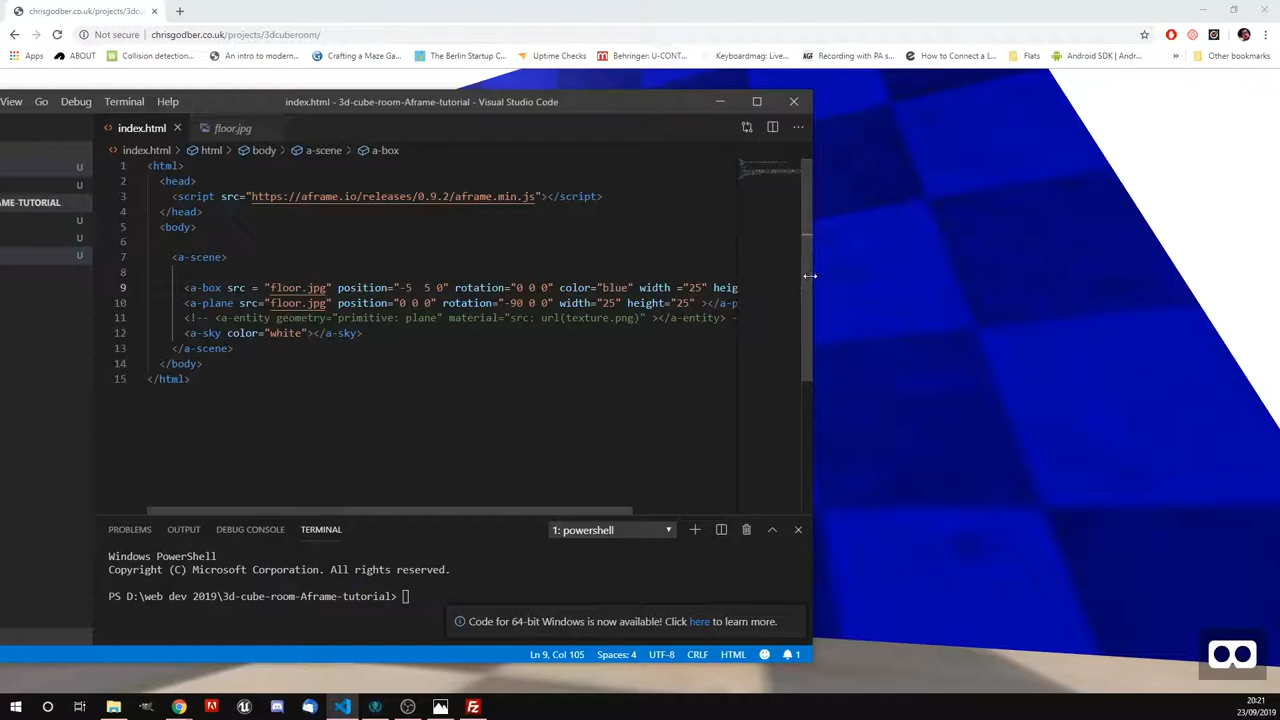 chrisgodber.co.uk/projects/3dcu
Not secure
chrisgodber.co.uk/projects/3dcuberoom/
Apps
ABOUT
Collision detection...
An intro to modern...
Crafting a Maze Ga...
The Berlin Startup C...
Uptime Checks
Behringer: U-CONT...
Keyboardmag: Live...
Recording with PA s...
How to Connect a L...
Flats
Android SDK | Andr...
Other bookmarks
View Go Debug Terminal Help
index.html - 3d-cube-room-Aframe-tutorial - Visual Studio Code
index.html
floor.jpg
index.html > html > body > a-scene > a-box
U
U
AME-TUTORIAL
U
U
U
1 <html>
2 <head>
3 <script src="https://aframe.io/releases/0.9.2/aframe.min.js"></script>
4 </head>
5 <body>
6
7 <a-scene>
8
9 <a-box src = "floor.jpg" position="-5 5 0" rotation="0 0 0" color="blue" width ="25" heig
10 <a-plane src="floor.jpg" position="0 0 0" rotation="-90 0 0" width="25" height="25" ></a-p
11 <!-- <a-entity geometry="primitive: plane" material="src: url(texture.png)" ></a-entity> -
12 <a-sky color="white"></a-sky>
13 </a-scene>
14 </body>
15 </html>
PROBLEMS OUTPUT DEBUG CONSOLE TERMINAL
1: powershell
Windows PowerShell
Copyright (C) Microsoft Corporation. All rights reserved.
PS D:\web dev 2019\3d-cube-room-Aframe-tutorial>
Code for 64-bit Windows is now available! Click here to learn more.
Ln 9, Col 105 Spaces: 4 UTF-8 CRLF HTML 1
20:21
23/09/2019